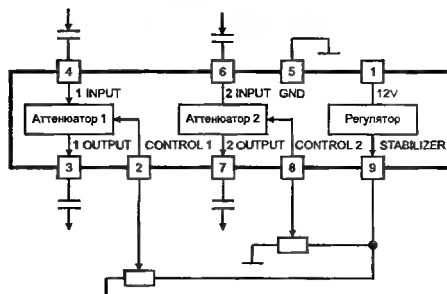 4 6 5 1
1 INPUT 2 INPUT GND 12V
Аттенюатор 1 Аттенюатор 2 Регулятор
1 OUTPUT CONTROL 1 2 OUTPUT CONTROL 2 STABILIZER
3 2 7 8 9